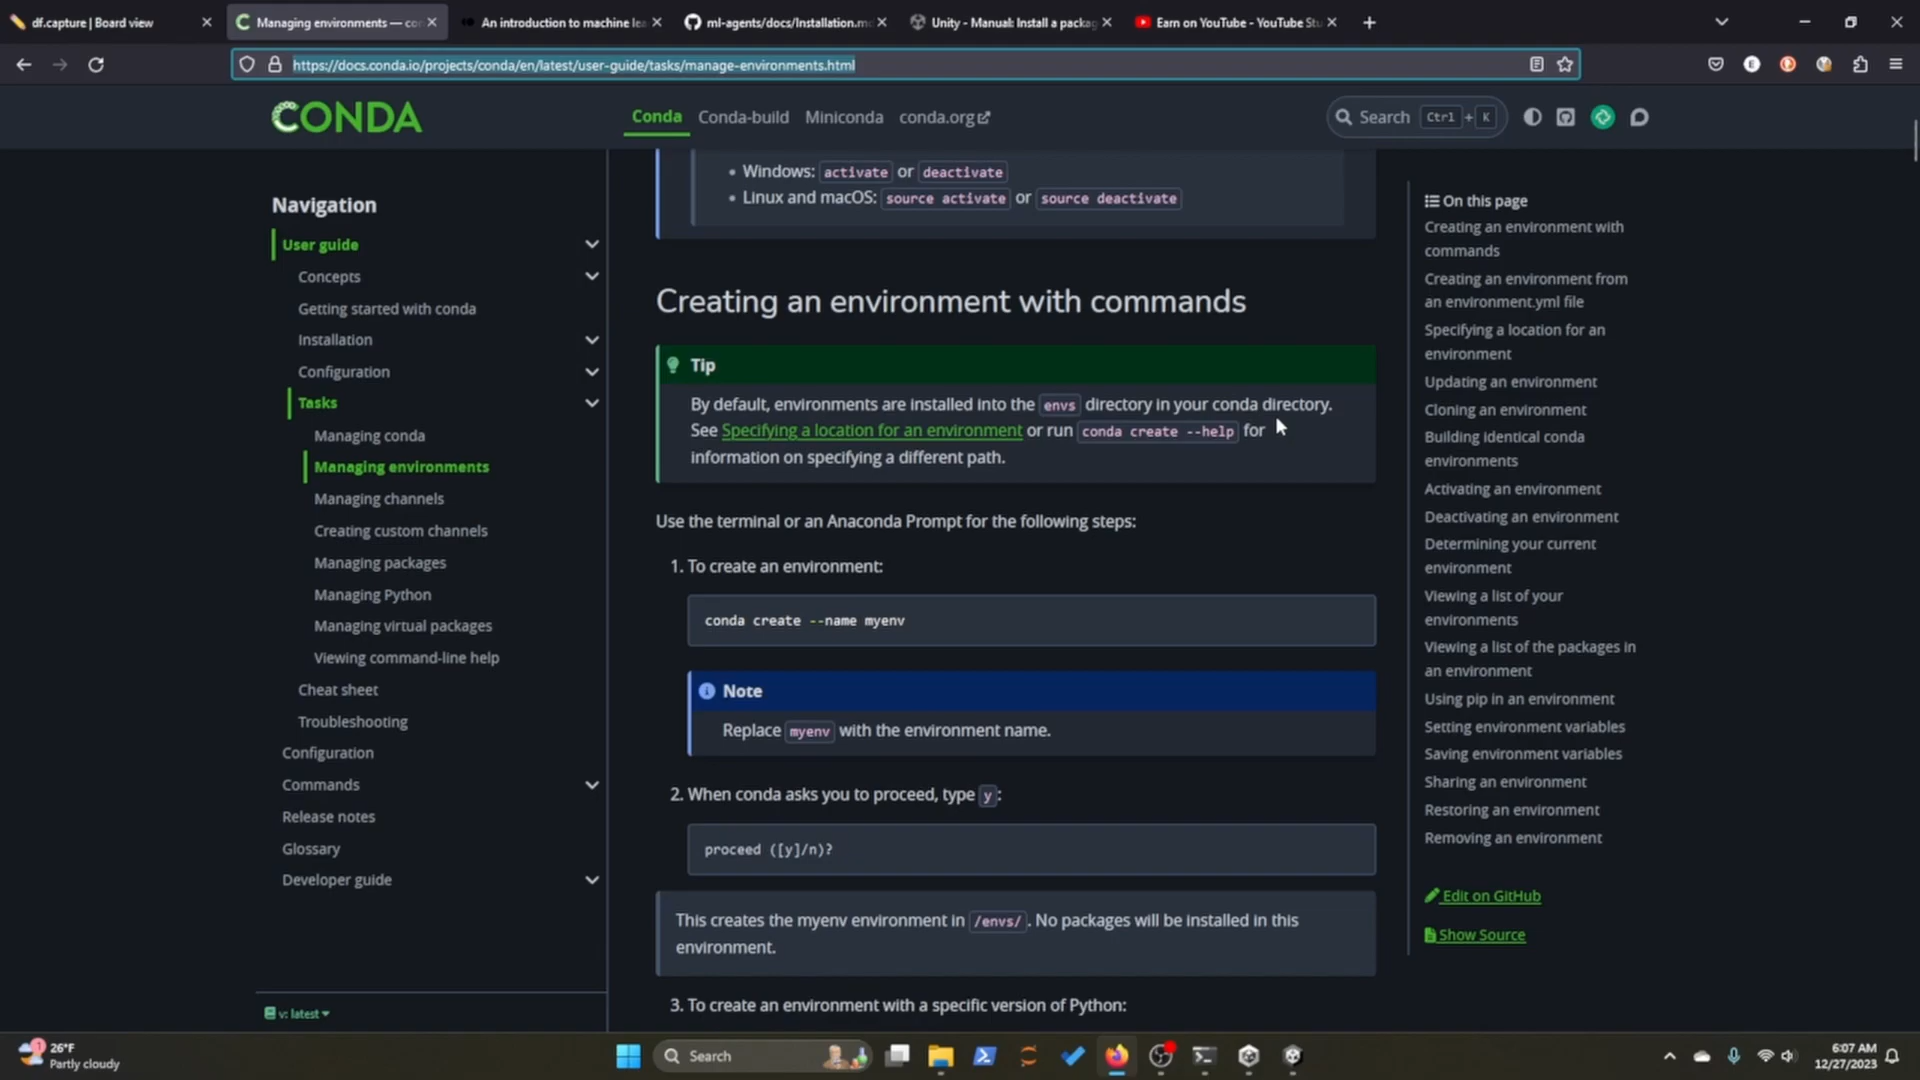 df.capture | Board view
Managing environments — con
An introduction to machine lea
ml-agents/docs/Installation.md
Unity - Manual: Install a packag
Earn on YouTube - YouTube Stu
https://docs.conda.io/projects/conda/en/latest/user-guide/tasks/manage-environments.html
CONDA
Conda
Conda-build
Miniconda
conda.org
Search
Ctrl + K
Navigation
User guide
Concepts
Getting started with conda
Installation
Configuration
Tasks
Managing conda
Managing environments
Managing channels
Creating custom channels
Managing packages
Managing Python
Managing virtual packages
Viewing command-line help
Cheat sheet
Troubleshooting
Configuration
Commands
Release notes
Glossary
Developer guide
v: latest
• Windows: activate or deactivate
• Linux and macOS: source activate or source deactivate
Creating an environment with commands
Tip
By default, environments are installed into the envs directory in your conda directory.
See Specifying a location for an environment or run conda create --help for
information on specifying a different path.
Use the terminal or an Anaconda Prompt for the following steps:
1. To create an environment:
conda create --name myenv
Note
Replace myenv with the environment name.
2. When conda asks you to proceed, type y:
proceed ([y]/n)?
This creates the myenv environment in /envs/. No packages will be installed in this
environment.
3. To create an environment with a specific version of Python:
On this page
Creating an environment with
commands
Creating an environment from
an environment.yml file
Specifying a location for an
environment
Updating an environment
Cloning an environment
Building identical conda
environments
Activating an environment
Deactivating an environment
Determining your current
environment
Viewing a list of your
environments
Viewing a list of the packages in
an environment
Using pip in an environment
Setting environment variables
Saving environment variables
Sharing an environment
Restoring an environment
Removing an environment
Edit on GitHub
Show Source
1
26°F
Partly cloudy
Search
6:07 AM
12/27/2023